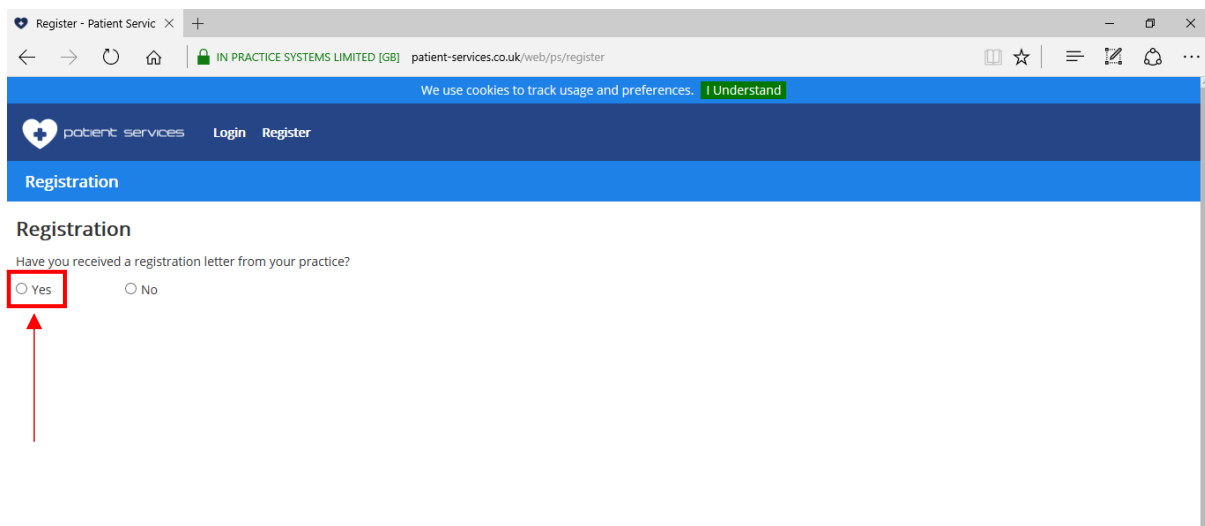 Register - Patient Servic
IN PRACTICE SYSTEMS LIMITED [GB] patient-services.co.uk/web/ps/register
We use cookies to track usage and preferences. I Understand
patient services Login Register
Registration
Registration
Have you received a registration letter from your practice?
Yes No